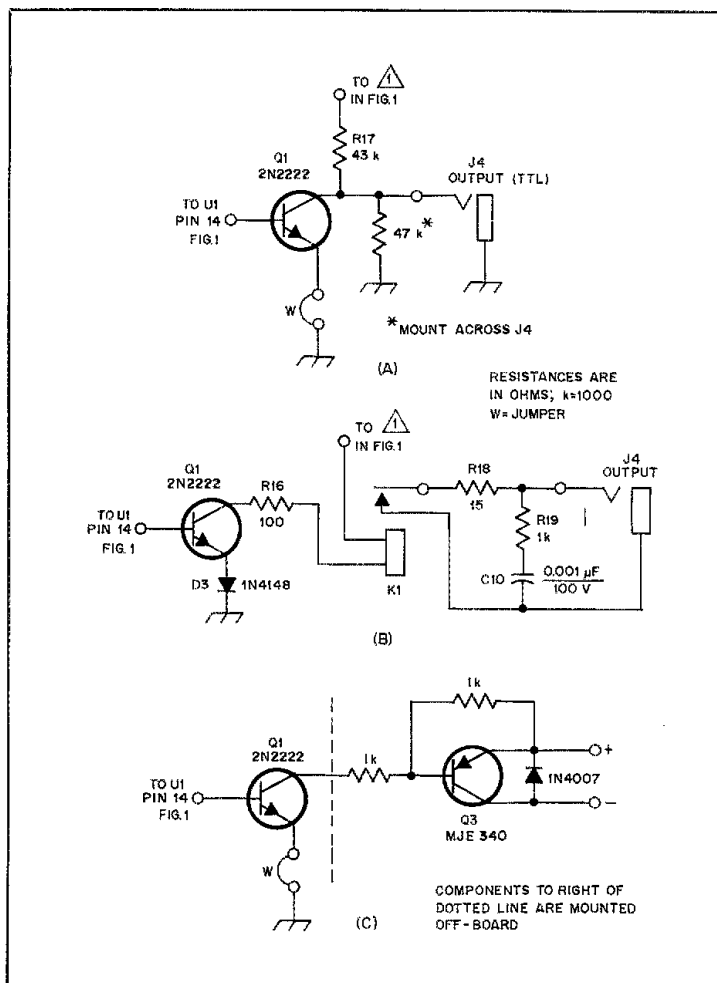 TO 1
IN FIG.1
R17
43 k
Q1
2N2222
J4
OUTPUT (TTL)
TO U1
PIN 14
FIG.1
47 k*
W
*MOUNT ACROSS J4
(A)
RESISTANCES ARE
IN OHMS; k=1000
W= JUMPER
TO 1
IN FIG.1
Q1
2N2222
R16
100
R18
15
J4
OUTPUT
TO U1
PIN 14
FIG. 1
R19
1k
D3
1N4148
K1
C10
0.001 µF
100 V
(B)
1k
Q1
2N2222
1k
+
1N4007
TO U1
PIN 14
FIG.1
–
Q3
MJE 340
W
COMPONENTS TO RIGHT OF
DOTTED LINE ARE MOUNTED
OFF-BOARD
(C)